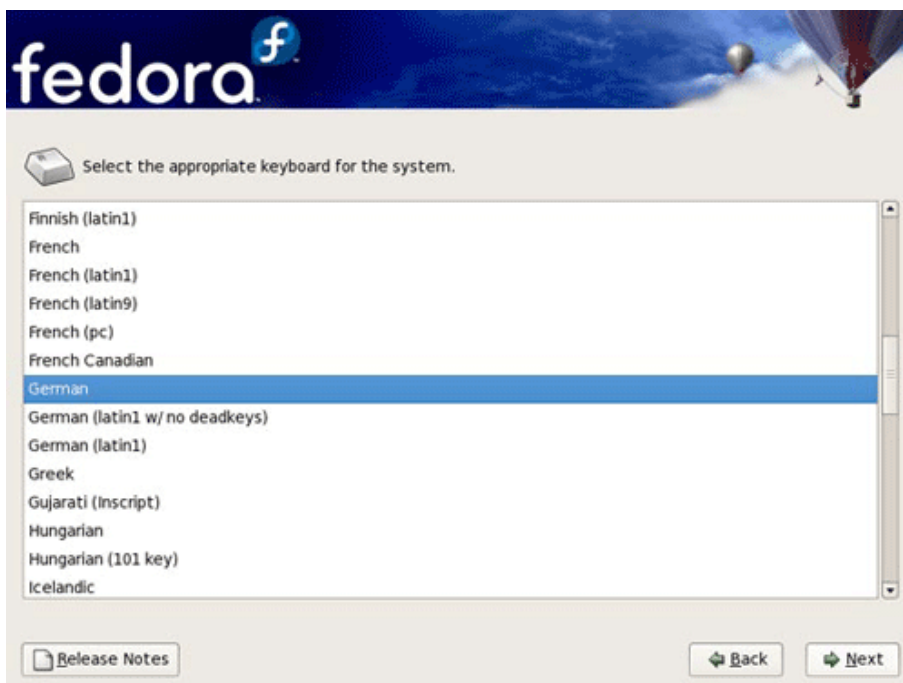 fedora
Select the appropriate keyboard for the system.
Finnish (latin1)
French
French (latin1)
French (latin9)
French (pc)
French Canadian
German
German (latin1 w/ no deadkeys)
German (latin1)
Greek
Gujarati (Inscript)
Hungarian
Hungarian (101 key)
Icelandic
Release Notes
Back
Next